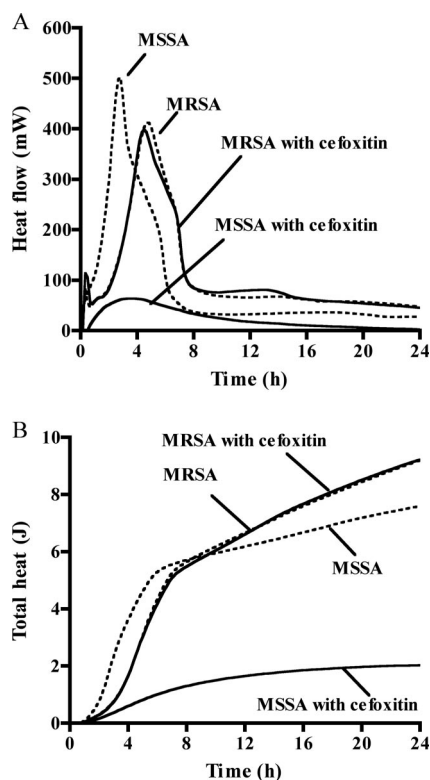 A
600
MSSA
500
MRSA
400
MRSA with cefoxitin
300
200
MSSA with cefoxitin
100
0
Heat flow (mW)
0 4 8 12 16 20 24
Time (h)
B
10
MRSA with cefoxitin
8
MRSA
6
MSSA
4
2
MSSA with cefoxitin
0
Total heat (J)
0 4 8 12 16 20 24
Time (h)